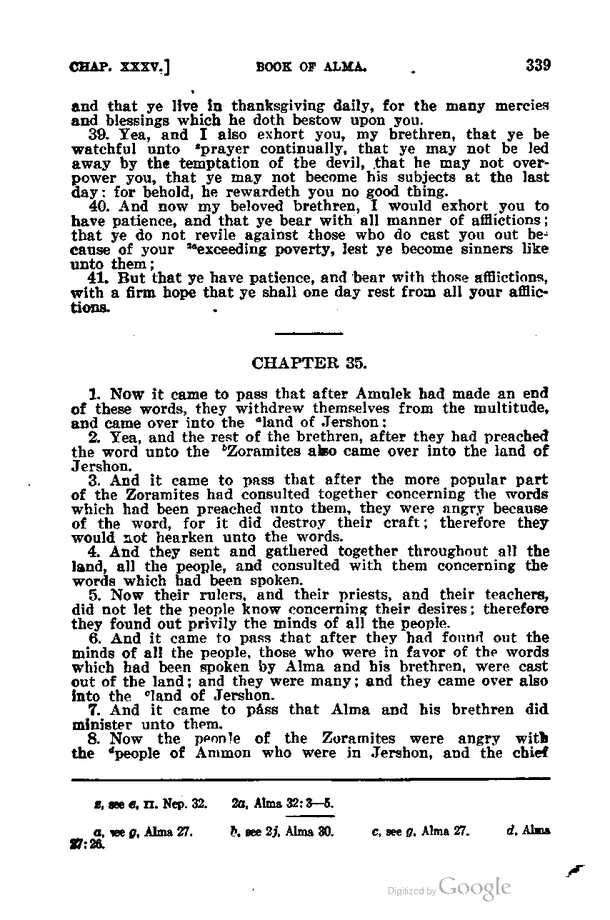 CHAP. XXXV.] BOOK OF ALMA. 339
and that ye live in thanksgiving daily, for the many mercies
and blessings which he doth bestow upon you.
39. Yea, and I also exhort you, my brethren, that ye be
watchful unto ᶻprayer continually, that ye may not be led
away by the temptation of the devil, that he may not over-
power you, that ye may not become his subjects at the last
day; for behold, he rewardeth you no good thing.
40. And now my beloved brethren, I would exhort you to
have patience, and that ye bear with all manner of afflictions;
that ye do not revile against those who do cast you out be-
cause of your ²ᵃexceeding poverty, lest ye become sinners like
unto them;
41. But that ye have patience, and bear with those afflictions,
with a firm hope that ye shall one day rest from all your afflic-
tions.
CHAPTER 35.
1. Now it came to pass that after Amulek had made an end
of these words, they withdrew themselves from the multitude,
and came over into the ᵃland of Jershon;
2. Yea, and the rest of the brethren, after they had preached
the word unto the ᵇZoramites also came over into the land of
Jershon.
3. And it came to pass that after the more popular part
of the Zoramites had consulted together concerning the words
which had been preached unto them, they were angry because
of the word, for it did destroy their craft; therefore they
would not hearken unto the words.
4. And they sent and gathered together throughout all the
land, all the people, and consulted with them concerning the
words which had been spoken.
5. Now their rulers, and their priests, and their teachers,
did not let the people know concerning their desires; therefore
they found out privily the minds of all the people.
6. And it came to pass that after they had found out the
minds of all the people, those who were in favor of the words
which had been spoken by Alma and his brethren, were cast
out of the land; and they were many; and they came over also
into the ᶜland of Jershon.
7. And it came to pass that Alma and his brethren did
minister unto them.
8. Now the people of the Zoramites were angry with
the ᵈpeople of Ammon who were in Jershon, and the chief
z, see e, II. Nep. 32. 2a, Alma 32:3—5.
a, see g, Alma 27. b, see 2j, Alma 30. c, see g, Alma 27. d, Alma
27:26.
Digitized by Google